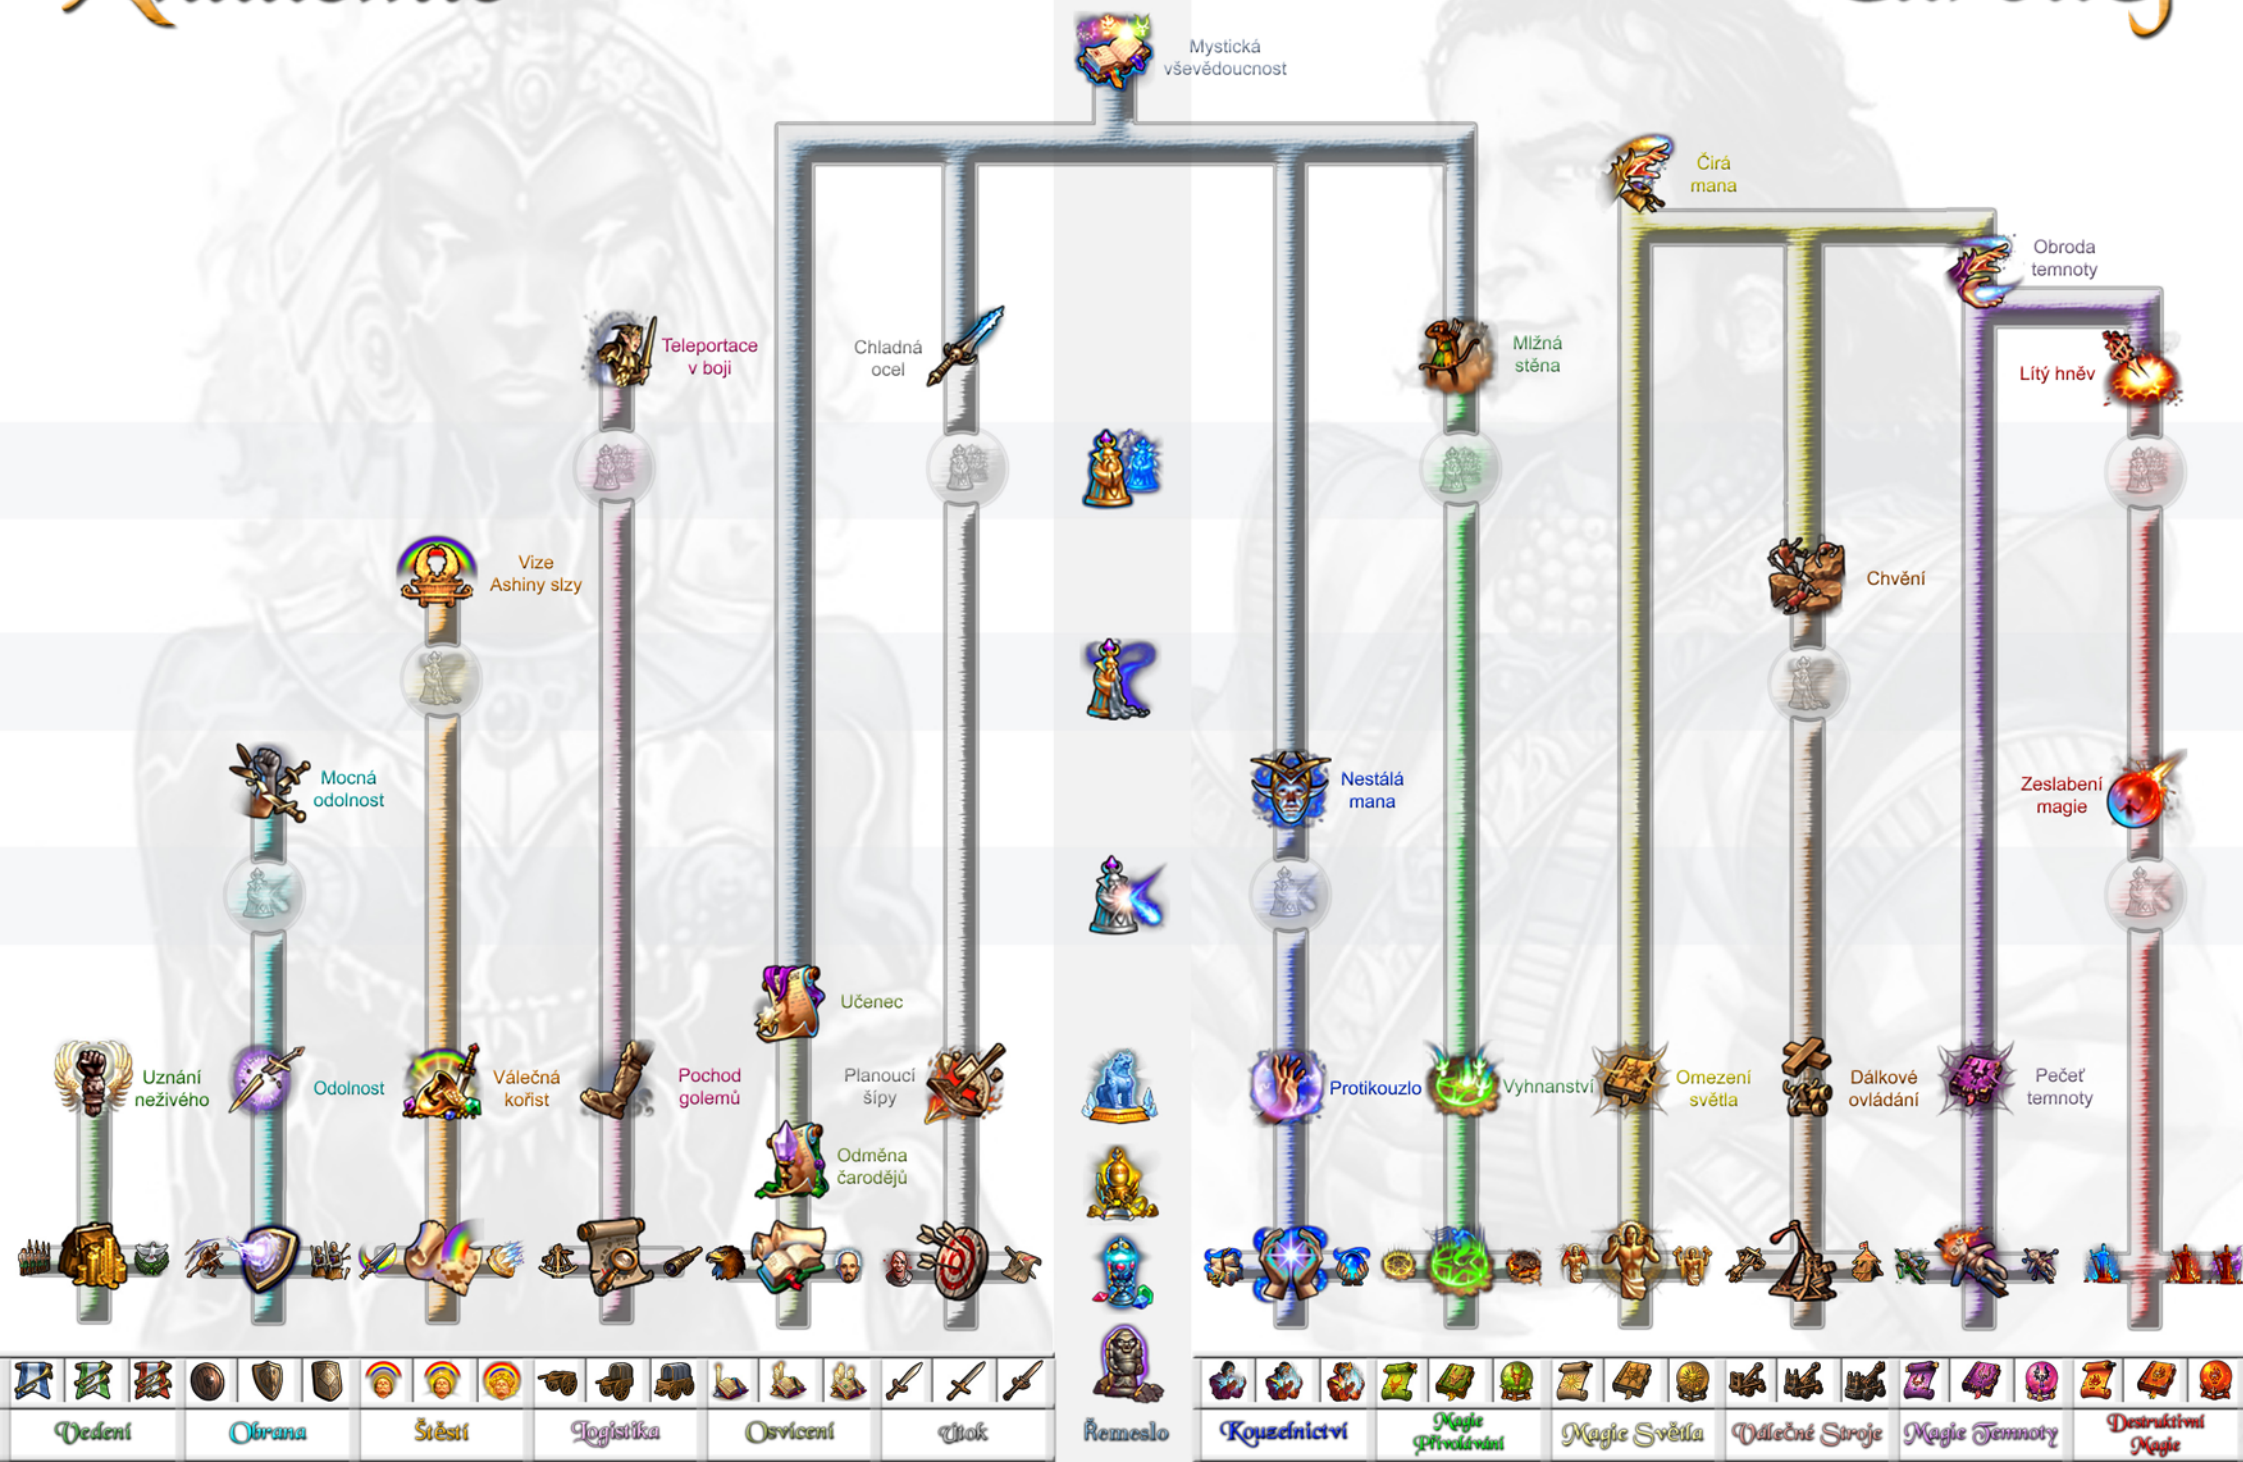 Mystická
vševědoucnost
Čirá
mana
Obroda
temnoty
Teleportace
v boji
Chladná
ocel
Mlžná
stěna
Lítý hněv
Vize
Ashiny slzy
Chvění
Mocná
odolnost
Nestálá
mana
Zeslabení
magie
Učenec
Uznání
neživého
Odolnost
Válečná
kořist
Pochod
golemů
Planoucí
šípy
Protikouzlo
Vyhnanství
Omezení
světla
Dálkové
ovládání
Pečeť
temnoty
Odměna
čarodějů
Vedení
Obrana
Štěstí
Logistika
Osvícení
Útok
Řemeslo
Kouzelnictví
Magie
Přivolávání
Magie Světla
Válečné Stroje
Magie Temnoty
Destruktivní
Magie